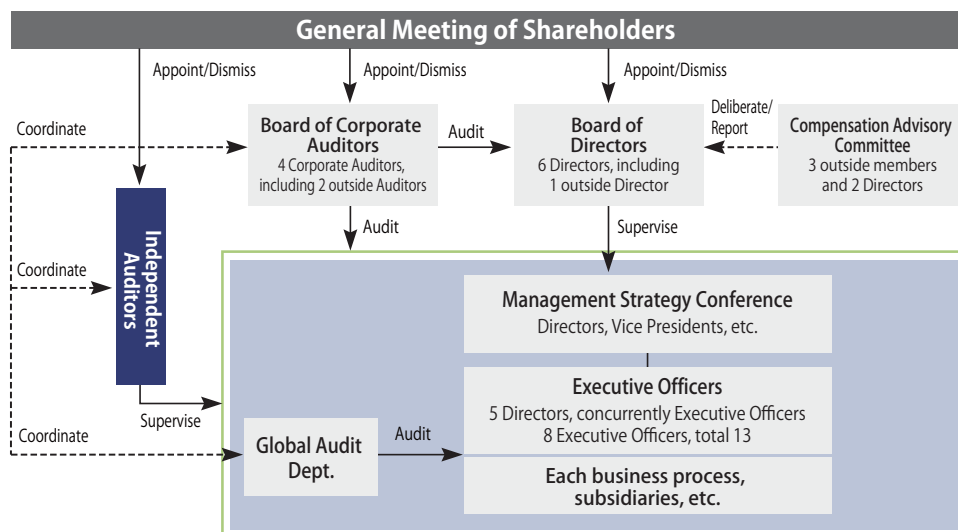 General Meeting of Shareholders
Appoint/Dismiss
Appoint/Dismiss
Appoint/Dismiss
Coordinate
Board of Corporate
Auditors
4 Corporate Auditors,
including 2 outside Auditors
Audit
Board of
Directors
6 Directors, including
1 outside Director
Deliberate/
Report
Compensation Advisory
Committee
3 outside members
and 2 Directors
Audit
Supervise
Coordinate
Independent
Auditors
Management Strategy Conference
Directors, Vice Presidents, etc.
Executive Officers
5 Directors, concurrently Executive Officers
8 Executive Officers, total 13
Supervise
Coordinate
Global Audit
Dept.
Audit
Each business process,
subsidiaries, etc.